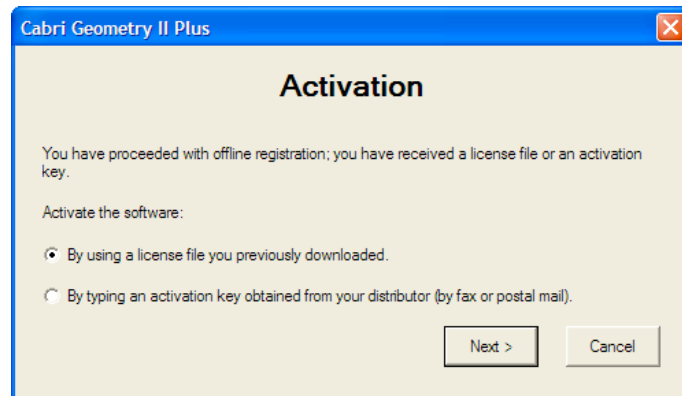 Cabri Geometry II Plus
Activation
You have proceeded with offline registration; you have received a license file or an activation
key.
Activate the software:
By using a license file you previously downloaded.
By typing an activation key obtained from your distributor (by fax or postal mail).
Next >
Cancel